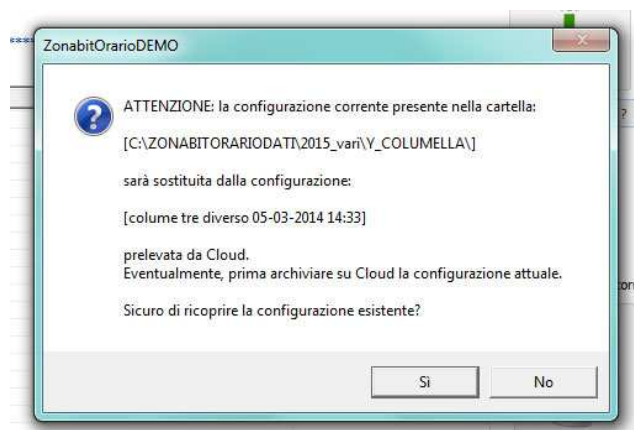 ****
ZonabitOrarioDEMO
ATTENZIONE: la configurazione corrente presente nella cartella:
?
[C:\ZONABITORARIODATI\2015_vari\Y_COLUMELLA\]
sarà sostituita dalla configurazione:
[colume tre diverso 05-03-2014 14:33]
prelevata da Cloud.
Eventualmente, prima archiviare su Cloud la configurazione attuale.
Sicuro di ricoprire la configurazione esistente?
Sì
No